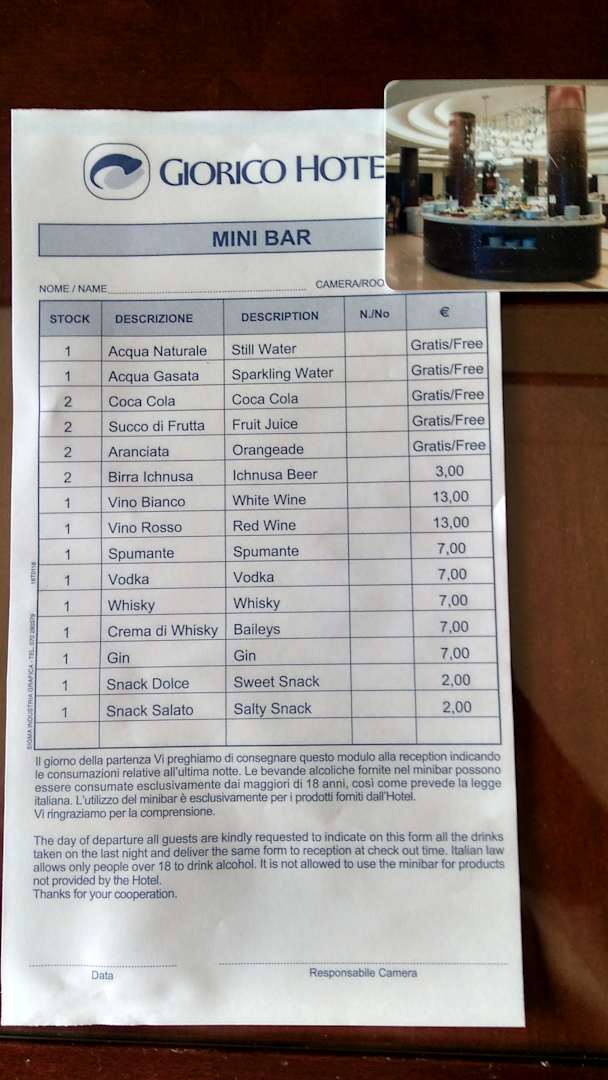 GIORICO HOTE
MINI BAR
NOME / NAME CAMERA/ROO
STOCK DESCRIZIONE DESCRIPTION N./No €
1 Acqua Naturale Still Water Gratis/Free
1 Acqua Gasata Sparkling Water Gratis/Free
2 Coca Cola Coca Cola Gratis/Free
2 Succo di Frutta Fruit Juice Gratis/Free
2 Aranciata Orangeade Gratis/Free
2 Birra Ichnusa Ichnusa Beer 3,00
1 Vino Bianco White Wine 13,00
1 Vino Rosso Red Wine 13,00
1 Spumante Spumante 7,00
1 Vodka Vodka 7,00
1 Whisky Whisky 7,00
1 Crema di Whisky Baileys 7,00
1 Gin Gin 7,00
1 Snack Dolce Sweet Snack 2,00
1 Snack Salato Salty Snack 2,00
Il giorno della partenza Vi preghiamo di consegnare questo modulo alla reception indicando
le consumazioni relative all'ultima notte. Le bevande alcoliche fornite nel minibar possono
essere consumate esclusivamente dai maggiori di 18 anni, così come prevede la legge
italiana. L'utilizzo del minibar è esclusivamente per i prodotti forniti dall'Hotel.
Vi ringraziamo per la comprensione.
The day of departure all guests are kindly requested to indicate on this form all the drinks
taken on the last night and deliver the same form to reception at check out time. Italian law
allows only people over 18 to drink alcohol. It is not allowed to use the minibar for products
not provided by the Hotel.
Thanks for your cooperation.
Data Responsabile Camera